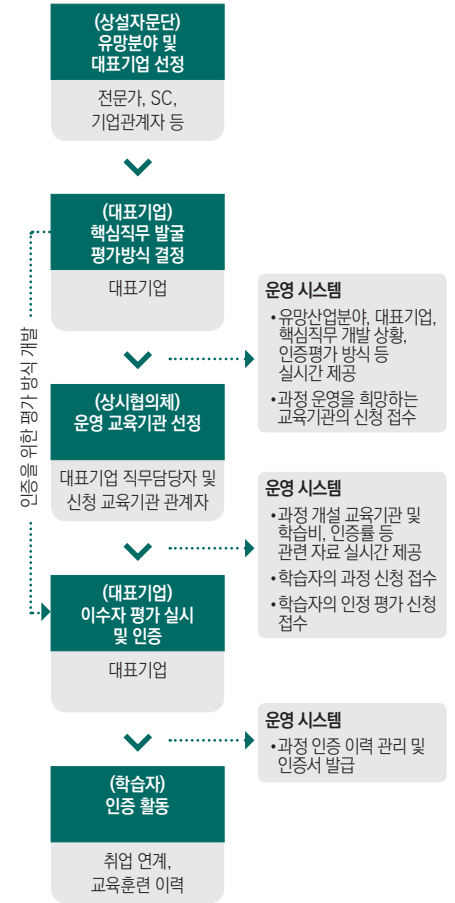 (상설자문단)
유망분야 및
대표기업 선정
전문가, SC,
기업관계자 등
(대표기업)
핵심직무 발굴
평가방식 결정
대표기업
인증을 위한 평가 방식 개발
운영 시스템
•유망산업분야, 대표기업,
핵심직무 개발 상황,
인증평가 방식 등
실시간 제공
•과정 운영을 희망하는
교육기관의 신청 접수
(상시협의체)
운영 교육기관 선정
대표기업 직무담당자 및
신청 교육기관 관계자
운영 시스템
•과정 개설 교육기관 및
학습비, 인증률 등
관련 자료 실시간 제공
•학습자의 과정 신청 접수
•학습자의 인정 평가 신청
접수
(대표기업)
이수자 평가 실시
및 인증
대표기업
운영 시스템
•과정 인증 이력 관리 및
인증서 발급
(학습자)
인증 활동
취업 연계,
교육훈련 이력